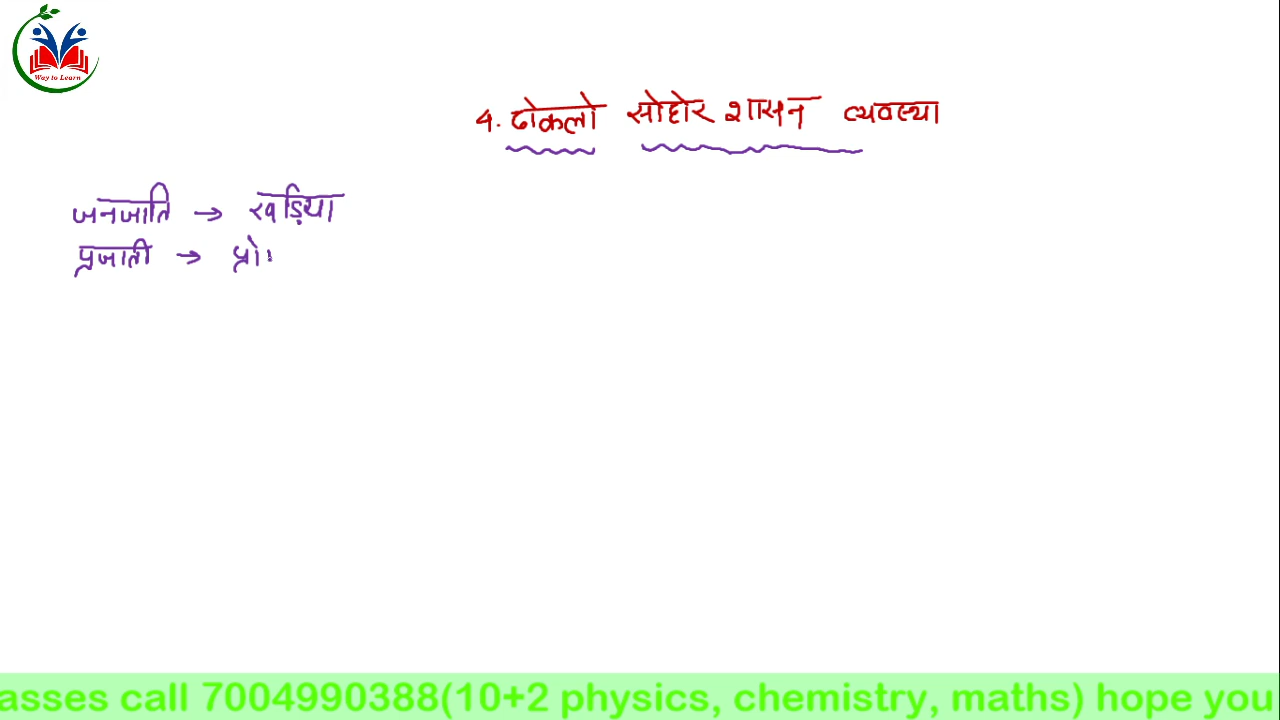 Way to Learn
4. ढोकलो सोहोर शासन व्यवस्था
जनजाति → खड़िया
प्रजाती → प्रो
asses call 7004990388(10+2 physics, chemistry, maths) hope you